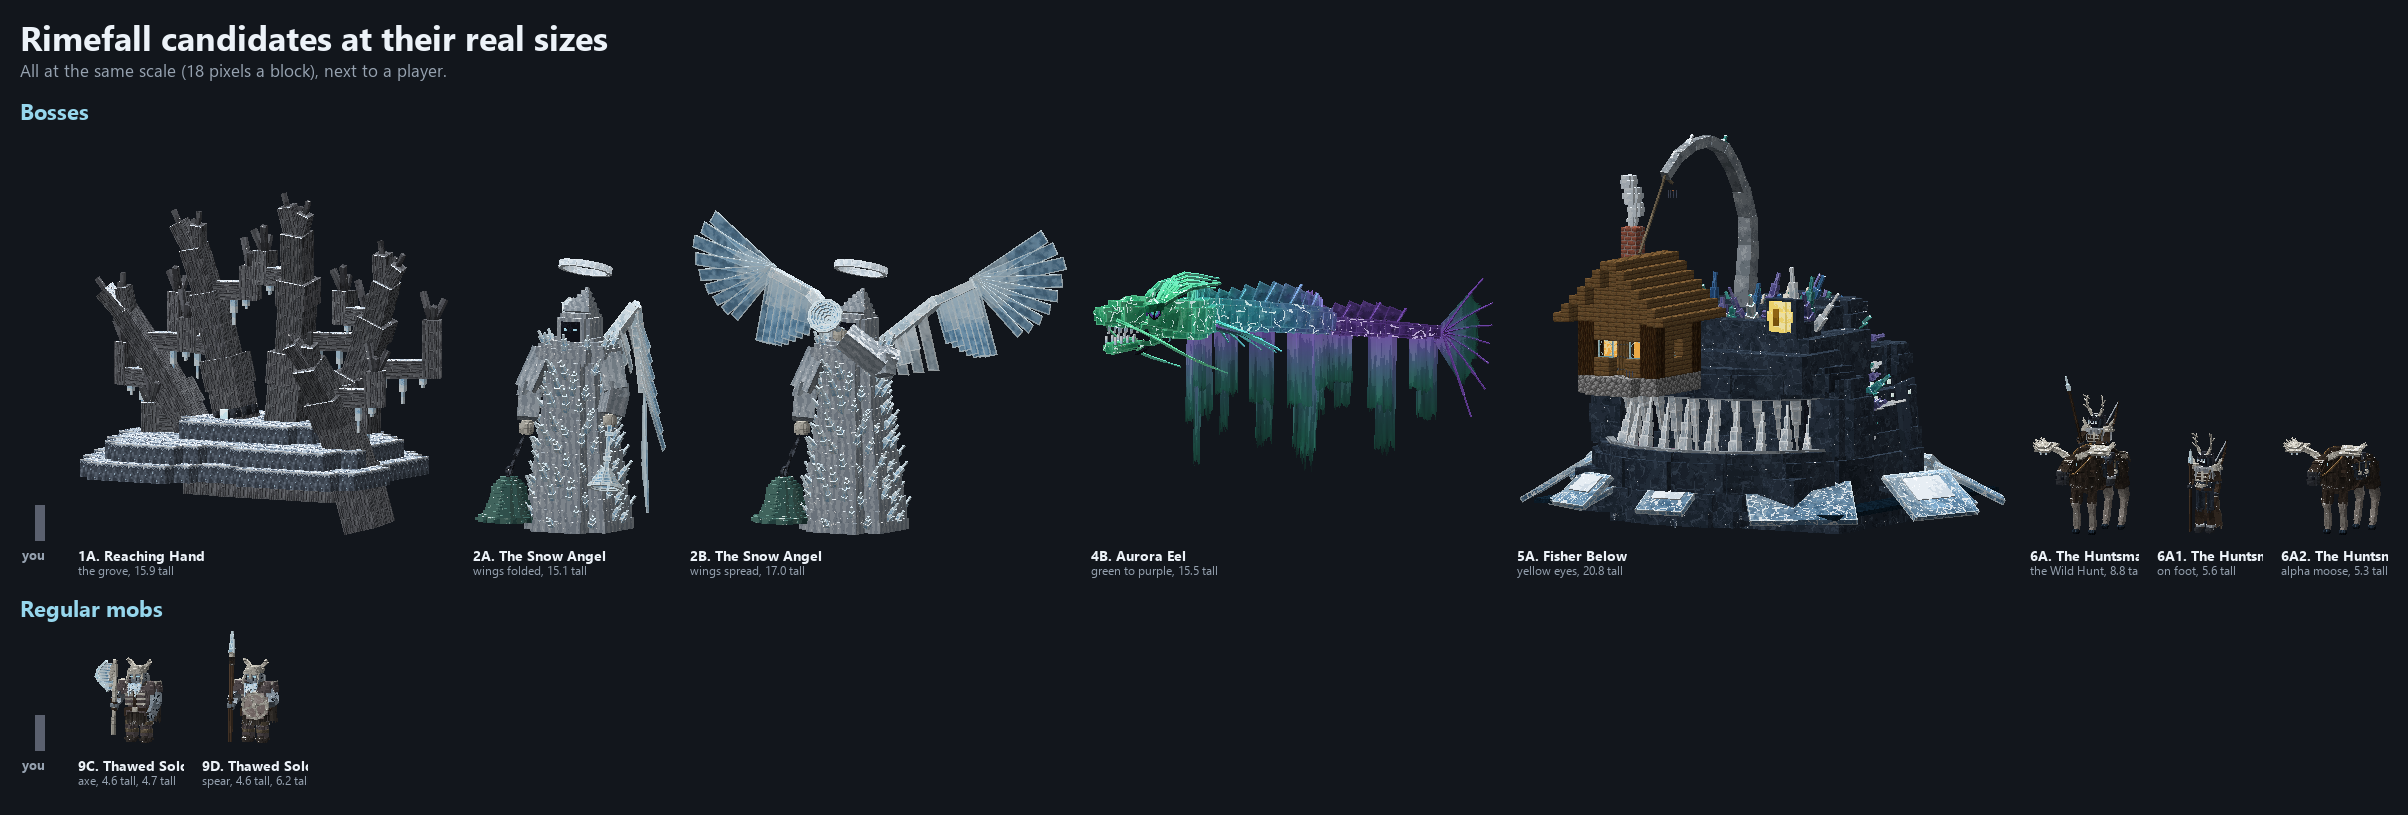 Rimefall candidates at their real sizes
All at the same scale (18 pixels a block), next to a player.
Bosses
you
1A. Reaching Hand
the grove, 15.9 tall
2A. The Snow Angel
wings folded, 15.1 tall
2B. The Snow Angel
wings spread, 17.0 tall
4B. Aurora Eel
green to purple, 15.5 tall
5A. Fisher Below
yellow eyes, 20.8 tall
6A. The Huntsma
the Wild Hunt, 8.8 ta
6A1. The Huntsn
on foot, 5.6 tall
6A2. The Huntsn
alpha moose, 5.3 tall
Regular mobs
you
9C. Thawed Solc
axe, 4.6 tall, 4.7 tall
9D. Thawed Solc
spear, 4.6 tall, 6.2 tal